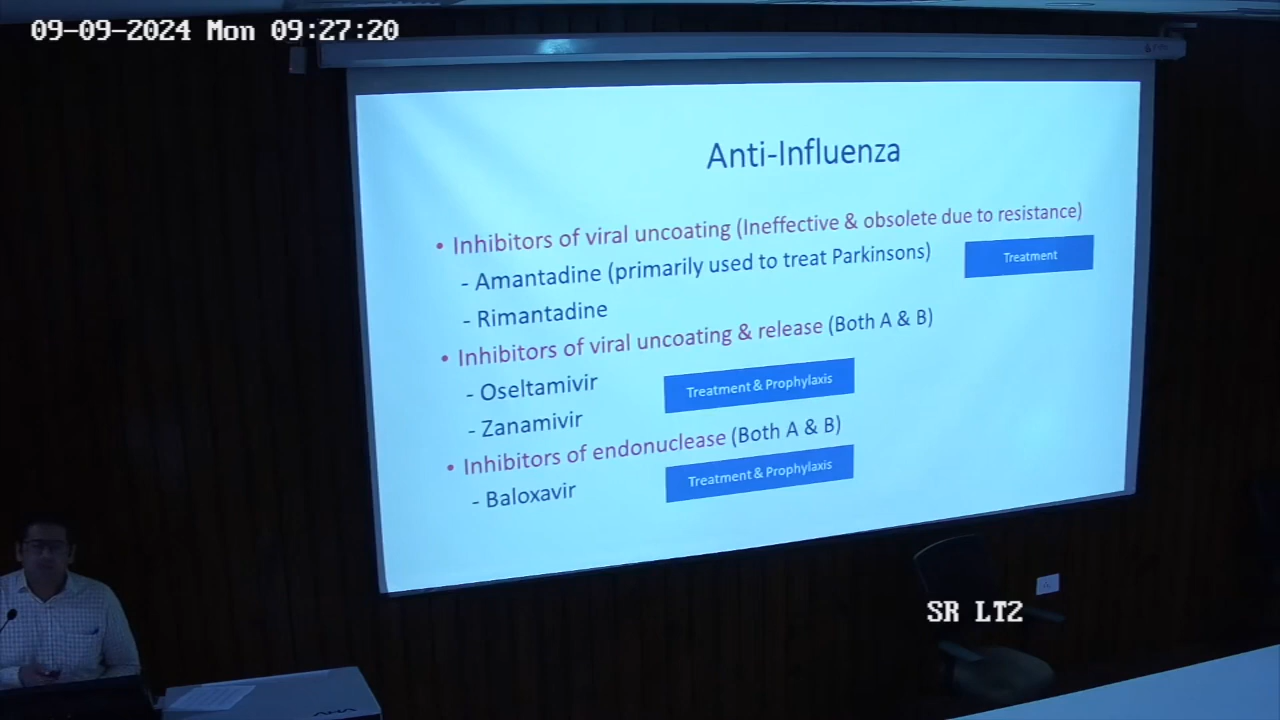 09-09-2024 Mon 09:27:20
Anti-Influenza
• Inhibitors of viral uncoating (Ineffective & obsolete due to resistance)
- Amantadine (primarily used to treat Parkinsons)
Treatment
- Rimantadine
• Inhibitors of viral uncoating & release (Both A & B)
- Oseltamivir
Treatment & Prophylaxis
- Zanamivir
• Inhibitors of endonuclease (Both A & B)
- Baloxavir
Treatment & Prophylaxis
SR LT2